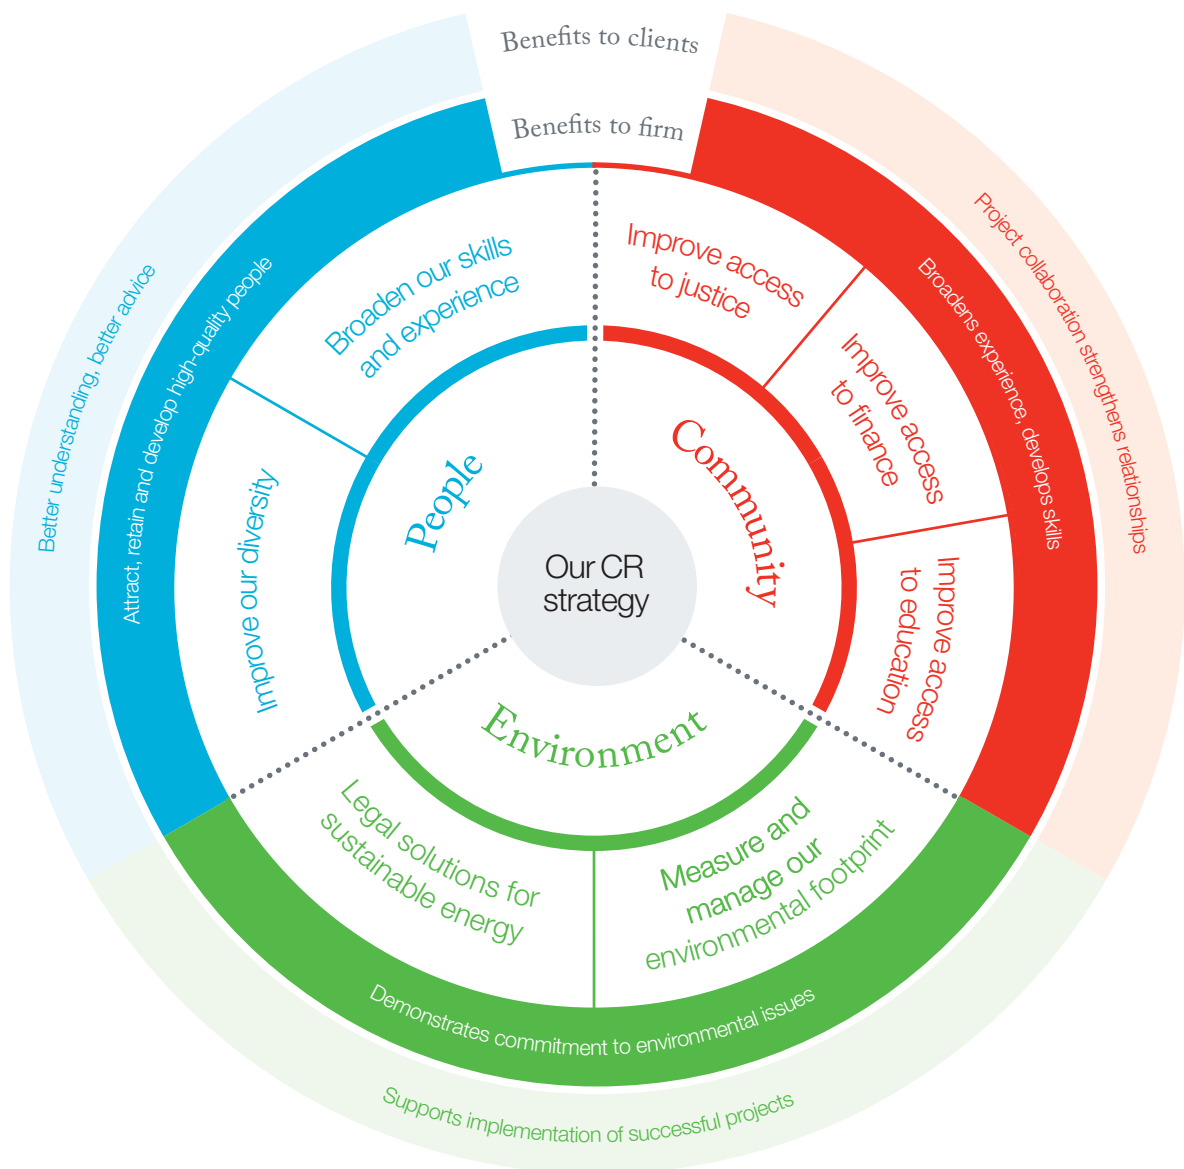 Benefits to clients
Benefits to firm
Our CR
strategy
People
Broaden our skills
and experience
Improve our diversity
Attract, retain and develop high-quality people
Better understanding, better advice
Community
Improve access
to justice
Improve access
to finance
Improve access
to education
Broadens experience, develops skills
Project collaboration strengthens relationships
Environment
Legal solutions for
sustainable energy
Measure and
manage our
environmental footprint
Demonstrates commitment to environmental issues
Supports implementation of successful projects